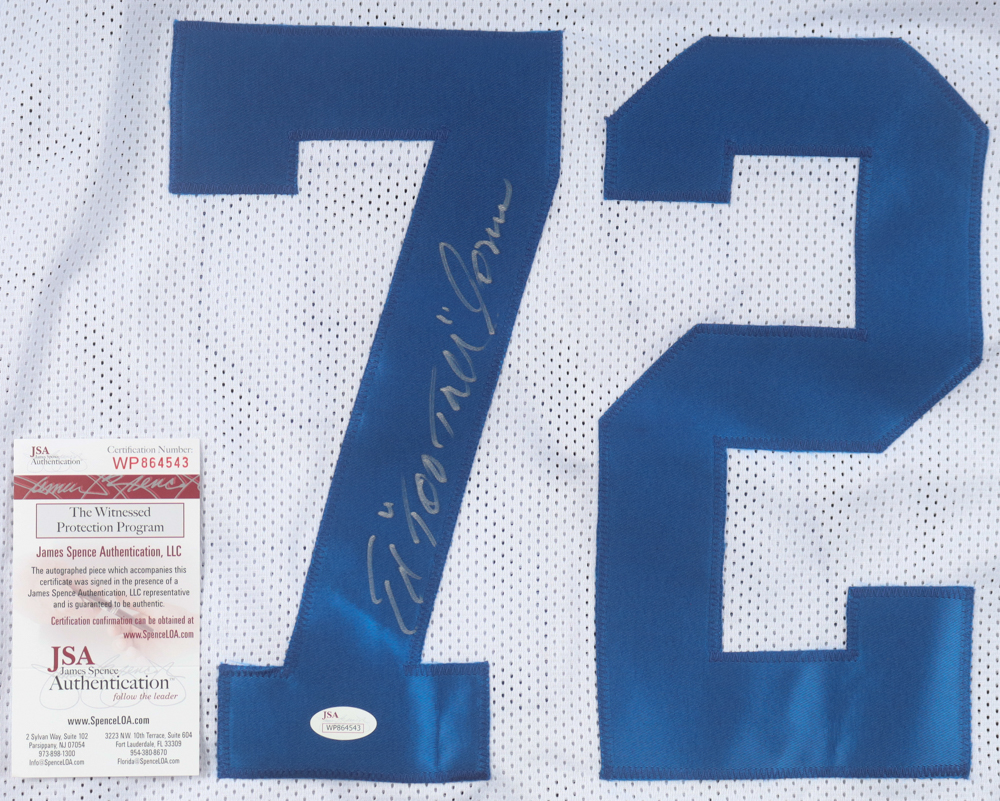 72
Ed "Too Tall" Jones
JSA
James Spence
Authentication
Certification Number:
WP864543
The Witnessed
Protection Program
James Spence Authentication, LLC
The autographed piece which accompanies this
certificate was signed in the presence of a
James Spence Authentication, LLC representative
and is guaranteed to be authentic.
Certification confirmation can be obtained at
www.SpenceLOA.com
JSA
James Spence
Authentication
follow the leader
www.SpenceLOA.com
2 Sylvan Way, Suite 102
Parsippany, NJ 07054
973-898-1300
Info@SpenceLOA.com
3223 N.W. 10th Terrace, Suite 604
Fort Lauderdale, FL 33309
954-380-8670
Florida@SpenceLOA.com
JSA
WP864543